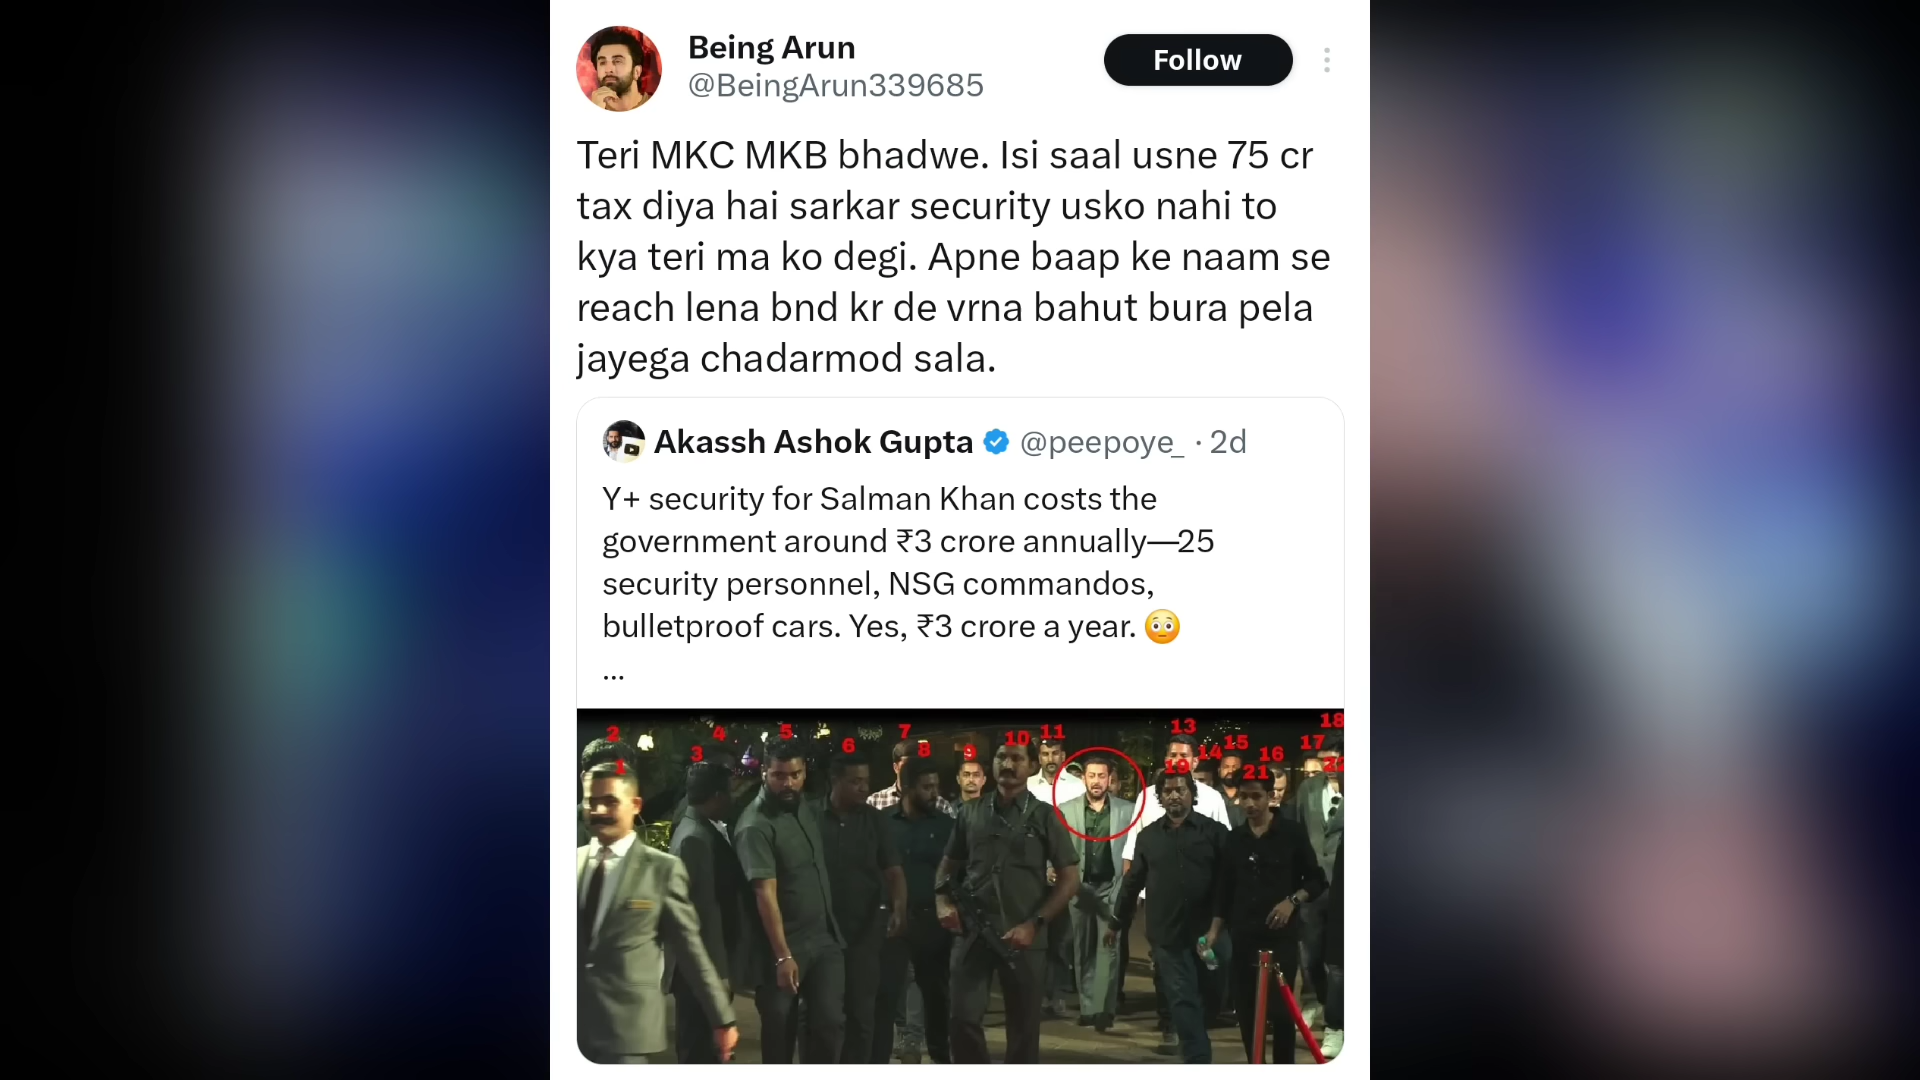 Being Arun
@BeingArun339685
Follow
Teri MKC MKB bhadwe. Isi saal usne 75 cr
tax diya hai sarkar security usko nahi to
kya teri ma ko degi. Apne baap ke naam se
reach lena bnd kr de vrna bahut bura pela
jayega chadarmod sala.
Akassh Ashok Gupta @peepoye_ · 2d
Y+ security for Salman Khan costs the
government around ₹3 crore annually—25
security personnel, NSG commandos,
bulletproof cars. Yes, ₹3 crore a year. 😳
...
2 4 5 7 11 13 18
1 3 6 8 9 10 14 15 16 17
19 21 22